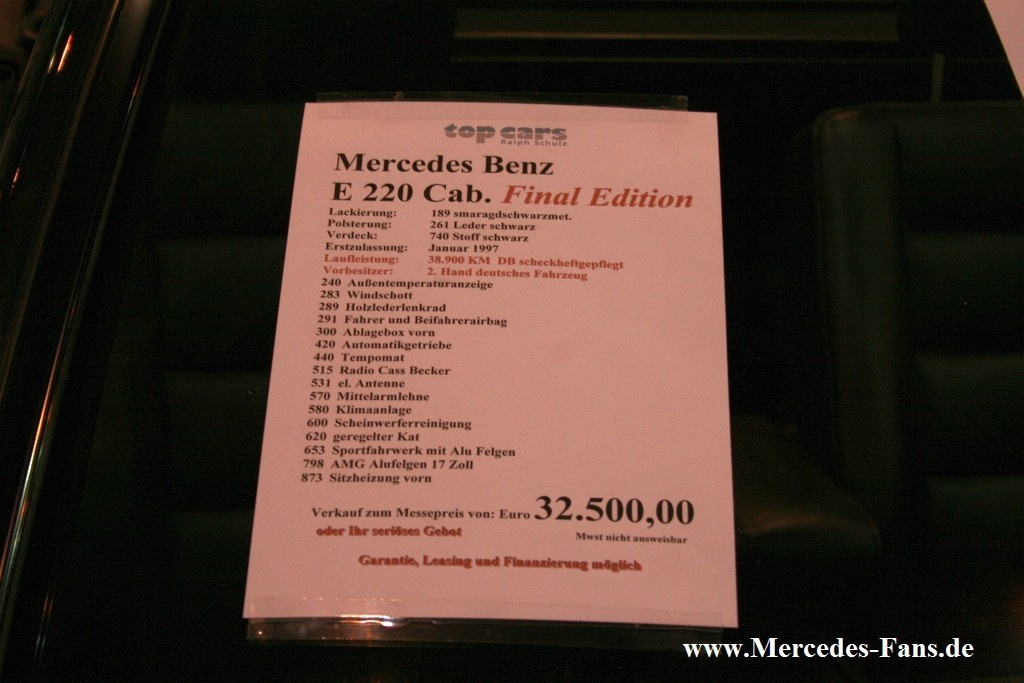 top cars
Ralph Schulz
Mercedes Benz
E 220 Cab. Final Edition
Lackierung: 189 smaragdschwarzmet.
Polsterung: 261 Leder schwarz
Verdeck: 740 Stoff schwarz
Erstzulassung: Januar 1997
Laufleistung: 38.900 KM DB scheckheftgepflegt
Vorbesitzer: 2. Hand deutsches Fahrzeug
240 Außentemperaturanzeige
283 Windschott
289 Holzlederlenkrad
291 Fahrer und Beifahrerairbag
300 Ablagebox vorn
420 Automatikgetriebe
440 Tempomat
515 Radio Cass Becker
531 el. Antenne
570 Mittelarmlehne
580 Klimaanlage
600 Scheinwerferreinigung
620 geregelter Kat
653 Sportfahrwerk mit Alu Felgen
798 AMG Alufelgen 17 Zoll
873 Sitzheizung vorn
Verkauf zum Messepreis von: Euro 32.500,00
oder Ihr seriöses Gebot
Mwst nicht ausweisbar
Garantie, Leasing und Finanzierung möglich
www.Mercedes-Fans.de